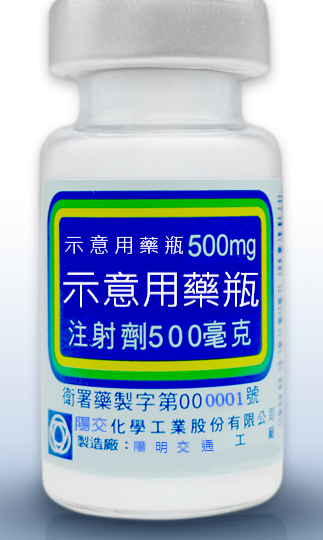 示意用藥瓶500mg
示意用藥瓶
注射劑500毫克
衛署藥製字第000001號
陽交化學工業股份有限公司
製造廠：陽明交通 工 廠